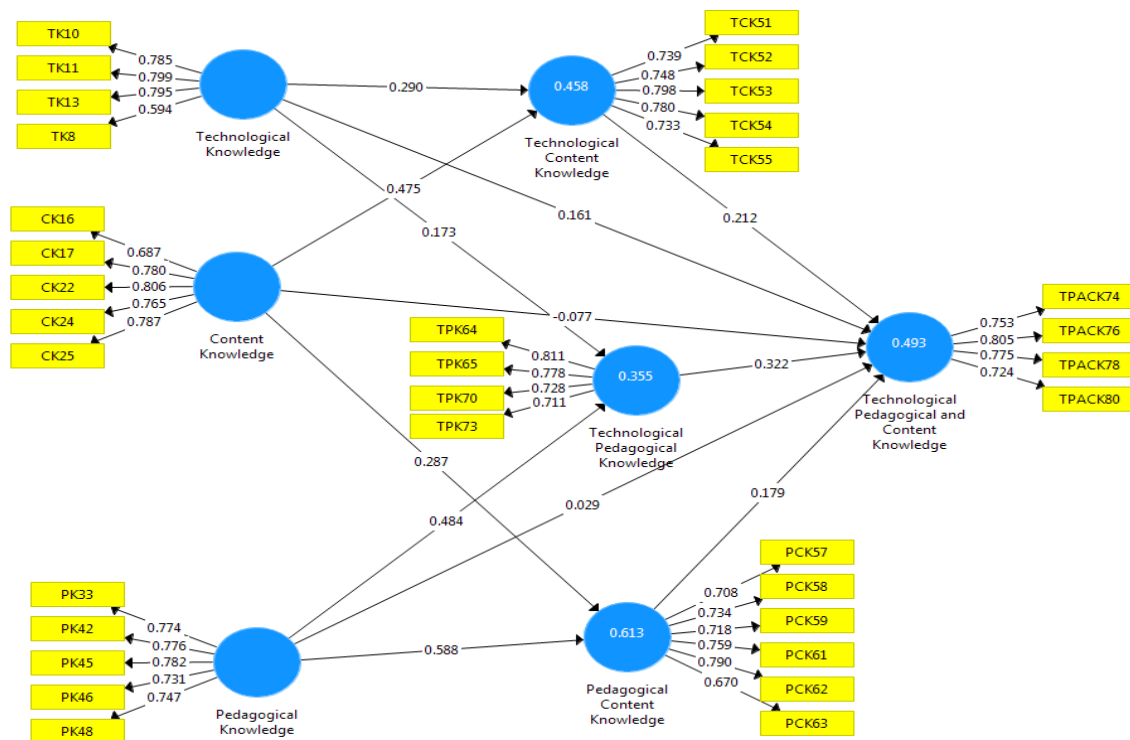 TK10
TK11
TK13
TK8
0.785
0.799
0.795
0.594
Technological
Knowledge
0.290
0.458
Technological
Content
Knowledge
0.739
0.748
0.798
0.780
0.733
TCK51
TCK52
TCK53
TCK54
TCK55
0.475
0.173
0.161
0.212
CK16
CK17
CK22
CK24
CK25
0.687
0.780
0.806
0.765
0.787
Content
Knowledge
-0.077
0.287
TPK64
TPK65
TPK70
TPK73
0.811
0.778
0.728
0.711
0.355
Technological
Pedagogical
Knowledge
0.322
0.493
Technological
Pedagogical and
Content
Knowledge
0.753
0.805
0.775
0.724
TPACK74
TPACK76
TPACK78
TPACK80
0.484
0.029
0.179
PK33
PK42
PK45
PK46
PK48
0.774
0.776
0.782
0.731
0.747
Pedagogical
Knowledge
0.588
0.613
Pedagogical
Content
Knowledge
0.708
0.734
0.718
0.759
0.790
0.670
PCK57
PCK58
PCK59
PCK61
PCK62
PCK63